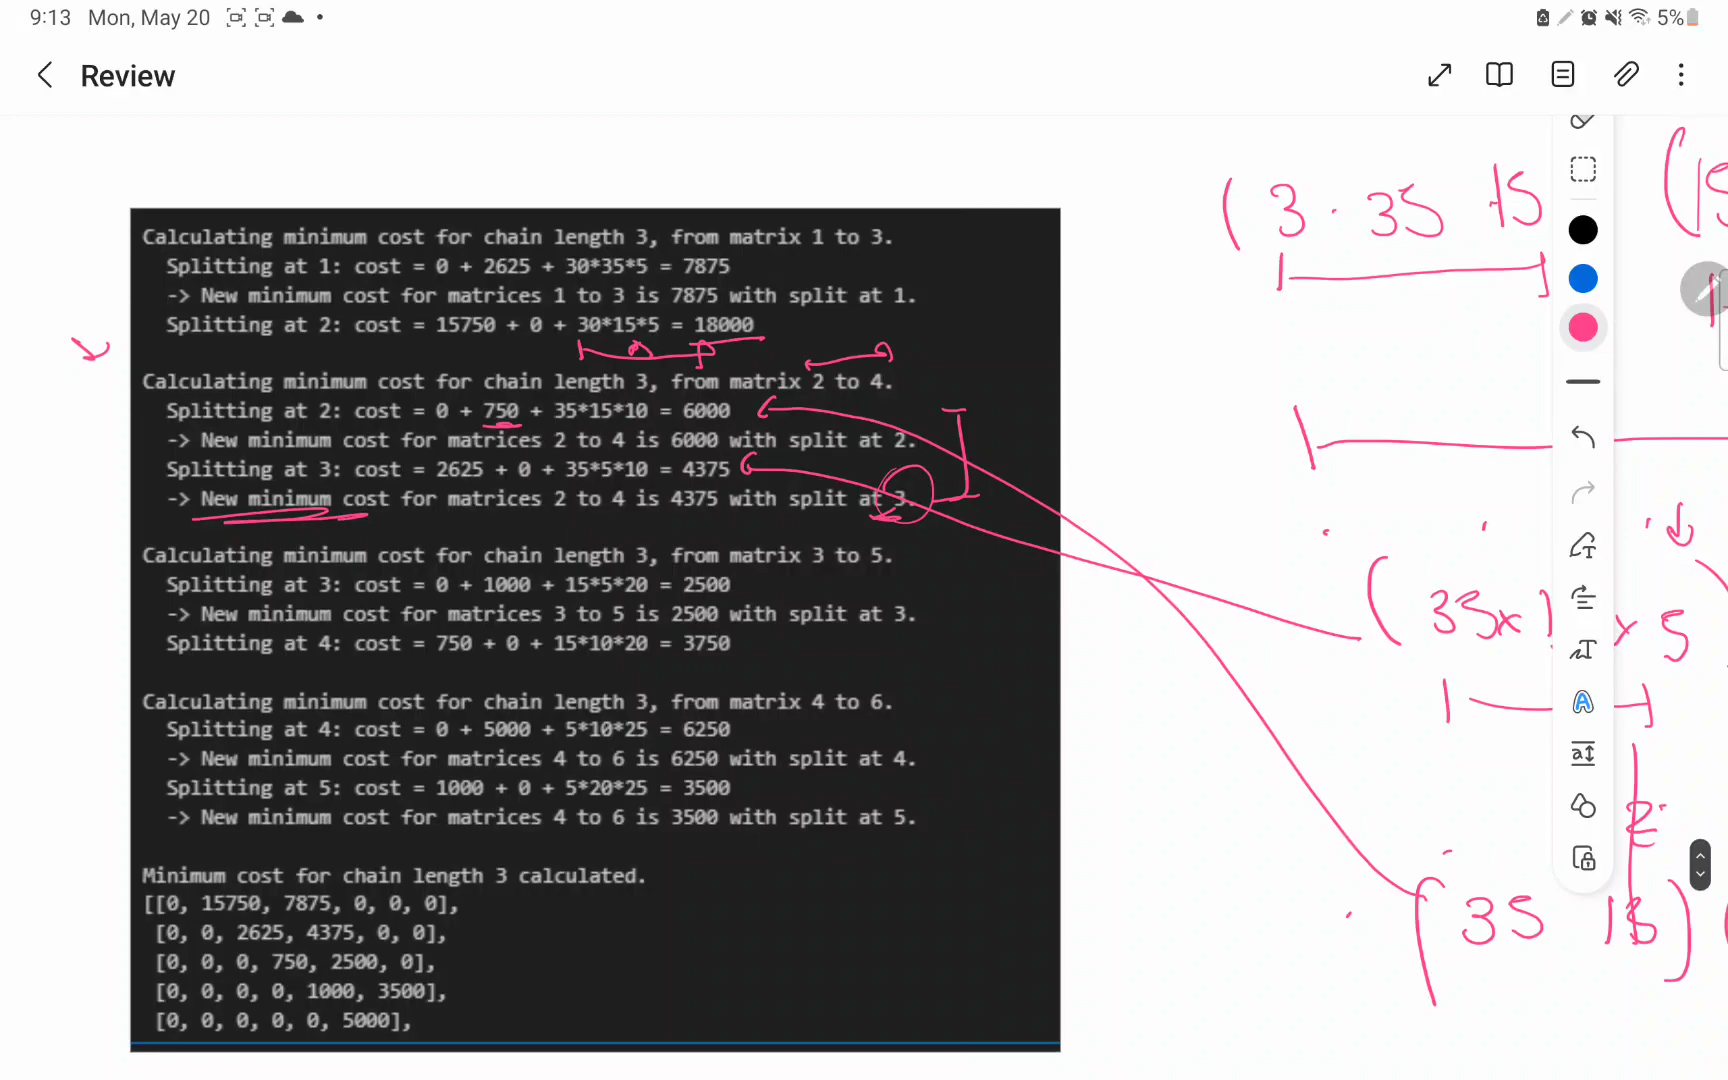 9:13 Mon, May 20
5%
Review
Calculating minimum cost for chain length 3, from matrix 1 to 3.
Splitting at 1: cost = 0 + 2625 + 30*35*5 = 7875
-> New minimum cost for matrices 1 to 3 is 7875 with split at 1.
Splitting at 2: cost = 15750 + 0 + 30*15*5 = 18000
Calculating minimum cost for chain length 3, from matrix 2 to 4.
Splitting at 2: cost = 0 + 750 + 35*15*10 = 6000
-> New minimum cost for matrices 2 to 4 is 6000 with split at 2.
Splitting at 3: cost = 2625 + 0 + 35*5*10 = 4375
-> New minimum cost for matrices 2 to 4 is 4375 with split at 3.
Calculating minimum cost for chain length 3, from matrix 3 to 5.
Splitting at 3: cost = 0 + 1000 + 15*5*20 = 2500
-> New minimum cost for matrices 3 to 5 is 2500 with split at 3.
Splitting at 4: cost = 750 + 0 + 15*10*20 = 3750
Calculating minimum cost for chain length 3, from matrix 4 to 6.
Splitting at 4: cost = 0 + 5000 + 5*10*25 = 6250
-> New minimum cost for matrices 4 to 6 is 6250 with split at 4.
Splitting at 5: cost = 1000 + 0 + 5*20*25 = 3500
-> New minimum cost for matrices 4 to 6 is 3500 with split at 5.
Minimum cost for chain length 3 calculated.
[[0, 15750, 7875, 0, 0, 0],
[0, 0, 2625, 4375, 0, 0],
[0, 0, 0, 750, 2500, 0],
[0, 0, 0, 0, 1000, 3500],
[0, 0, 0, 0, 0, 5000],
(3 · 35 15
(35x
x 5
2
(35 15)